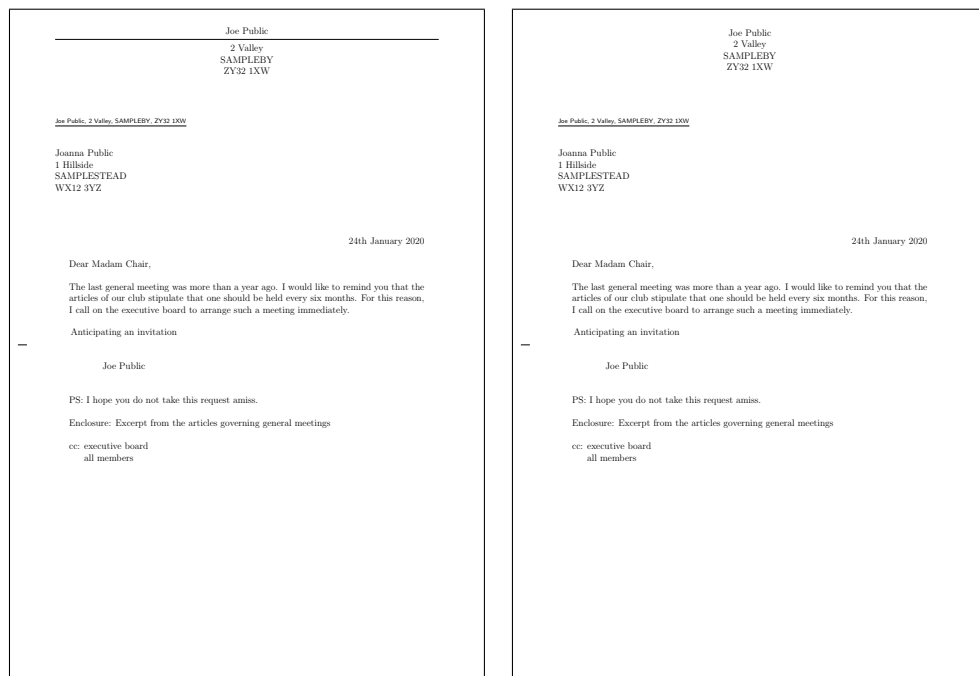 Joe Public
2 Valley
SAMPLEBY
ZY32 1XW
Joe Public, 2 Valley, SAMPLEBY, ZY32 1XW
Joanna Public
1 Hillside
SAMPLESTEAD
WX12 3YZ
24th January 2020
Dear Madam Chair,
The last general meeting was more than a year ago. I would like to remind you that the
articles of our club stipulate that one should be held every six months. For this reason,
I call on the executive board to arrange such a meeting immediately.
Anticipating an invitation
Joe Public
PS: I hope you do not take this request amiss.
Enclosure: Excerpt from the articles governing general meetings
cc: executive board
all members
Joe Public
2 Valley
SAMPLEBY
ZY32 1XW
Joe Public, 2 Valley, SAMPLEBY, ZY32 1XW
Joanna Public
1 Hillside
SAMPLESTEAD
WX12 3YZ
24th January 2020
Dear Madam Chair,
The last general meeting was more than a year ago. I would like to remind you that the
articles of our club stipulate that one should be held every six months. For this reason,
I call on the executive board to arrange such a meeting immediately.
Anticipating an invitation
Joe Public
PS: I hope you do not take this request amiss.
Enclosure: Excerpt from the articles governing general meetings
cc: executive board
all members